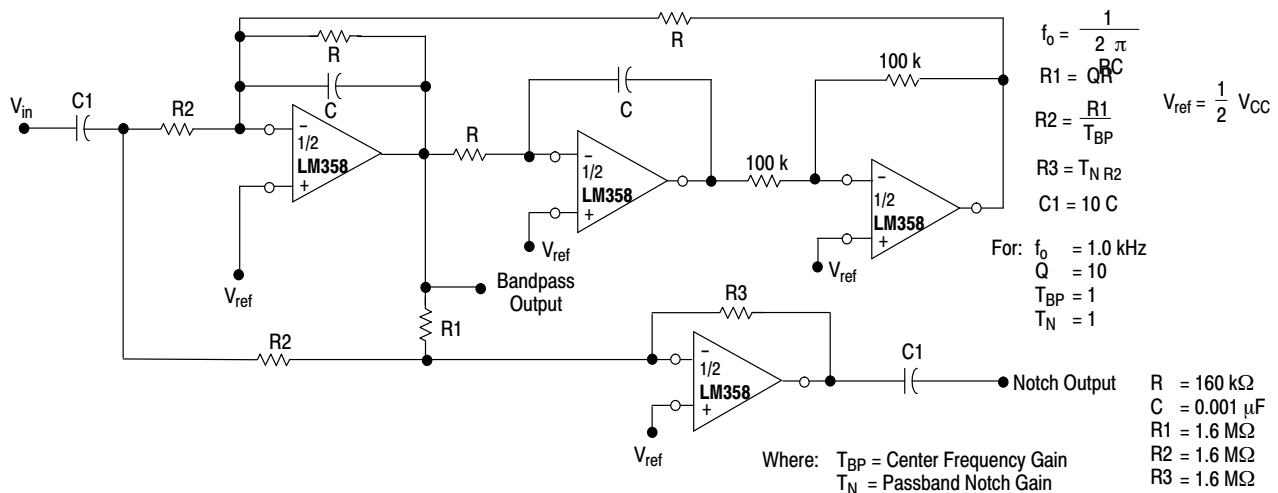 R
R
C
V_in
C1
R2
−
1/2
LM358
+
V_ref
R
C
−
1/2
LM358
+
V_ref
100 k
100 k
−
1/2
LM358
+
V_ref
Bandpass
Output
R1
R2
R3
−
1/2
LM358
+
V_ref
C1
Notch Output
f_o = 1 / 2 π RC
R1 = QR
R2 = R1 / T_BP
R3 = T_N R2
C1 = 10 C
V_ref = 1/2 V_CC
For: f_o = 1.0 kHz
Q = 10
T_BP = 1
T_N = 1
R = 160 kΩ
C = 0.001 μF
R1 = 1.6 MΩ
R2 = 1.6 MΩ
R3 = 1.6 MΩ
Where: T_BP = Center Frequency Gain
T_N = Passband Notch Gain